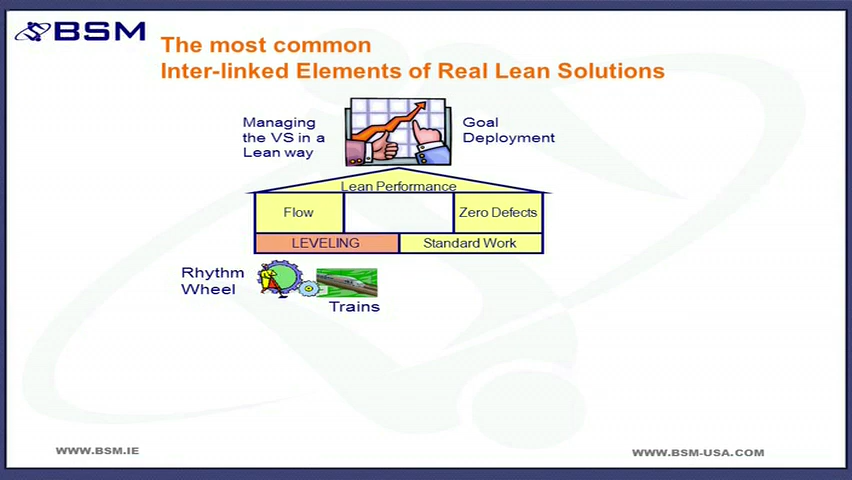 BSM
The most common
Inter-linked Elements of Real Lean Solutions
Managing
the VS in a
Lean way
Goal
Deployment
Lean Performance
Flow
Zero Defects
LEVELING
Standard Work
Rhythm
Wheel
Trains
WWW.BSM.IE
WWW.BSM-USA.COM